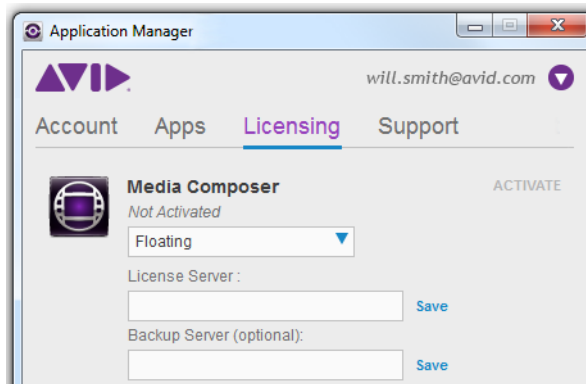 Application Manager
AVID
will.smith@avid.com
Account Apps Licensing Support
Media Composer
ACTIVATE
Not Activated
Floating
License Server :
Save
Backup Server (optional):
Save